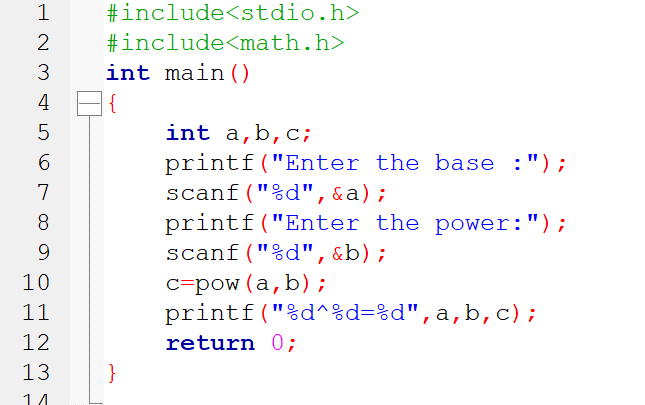 1 #include<stdio.h>
2 #include<math.h>
3 int main()
4 {
5 int a,b,c;
6 printf("Enter the base :");
7 scanf("%d",&a);
8 printf("Enter the power:");
9 scanf("%d",&b);
10 c=pow(a,b);
11 printf("%d^%d=%d",a,b,c);
12 return 0;
13 }
14